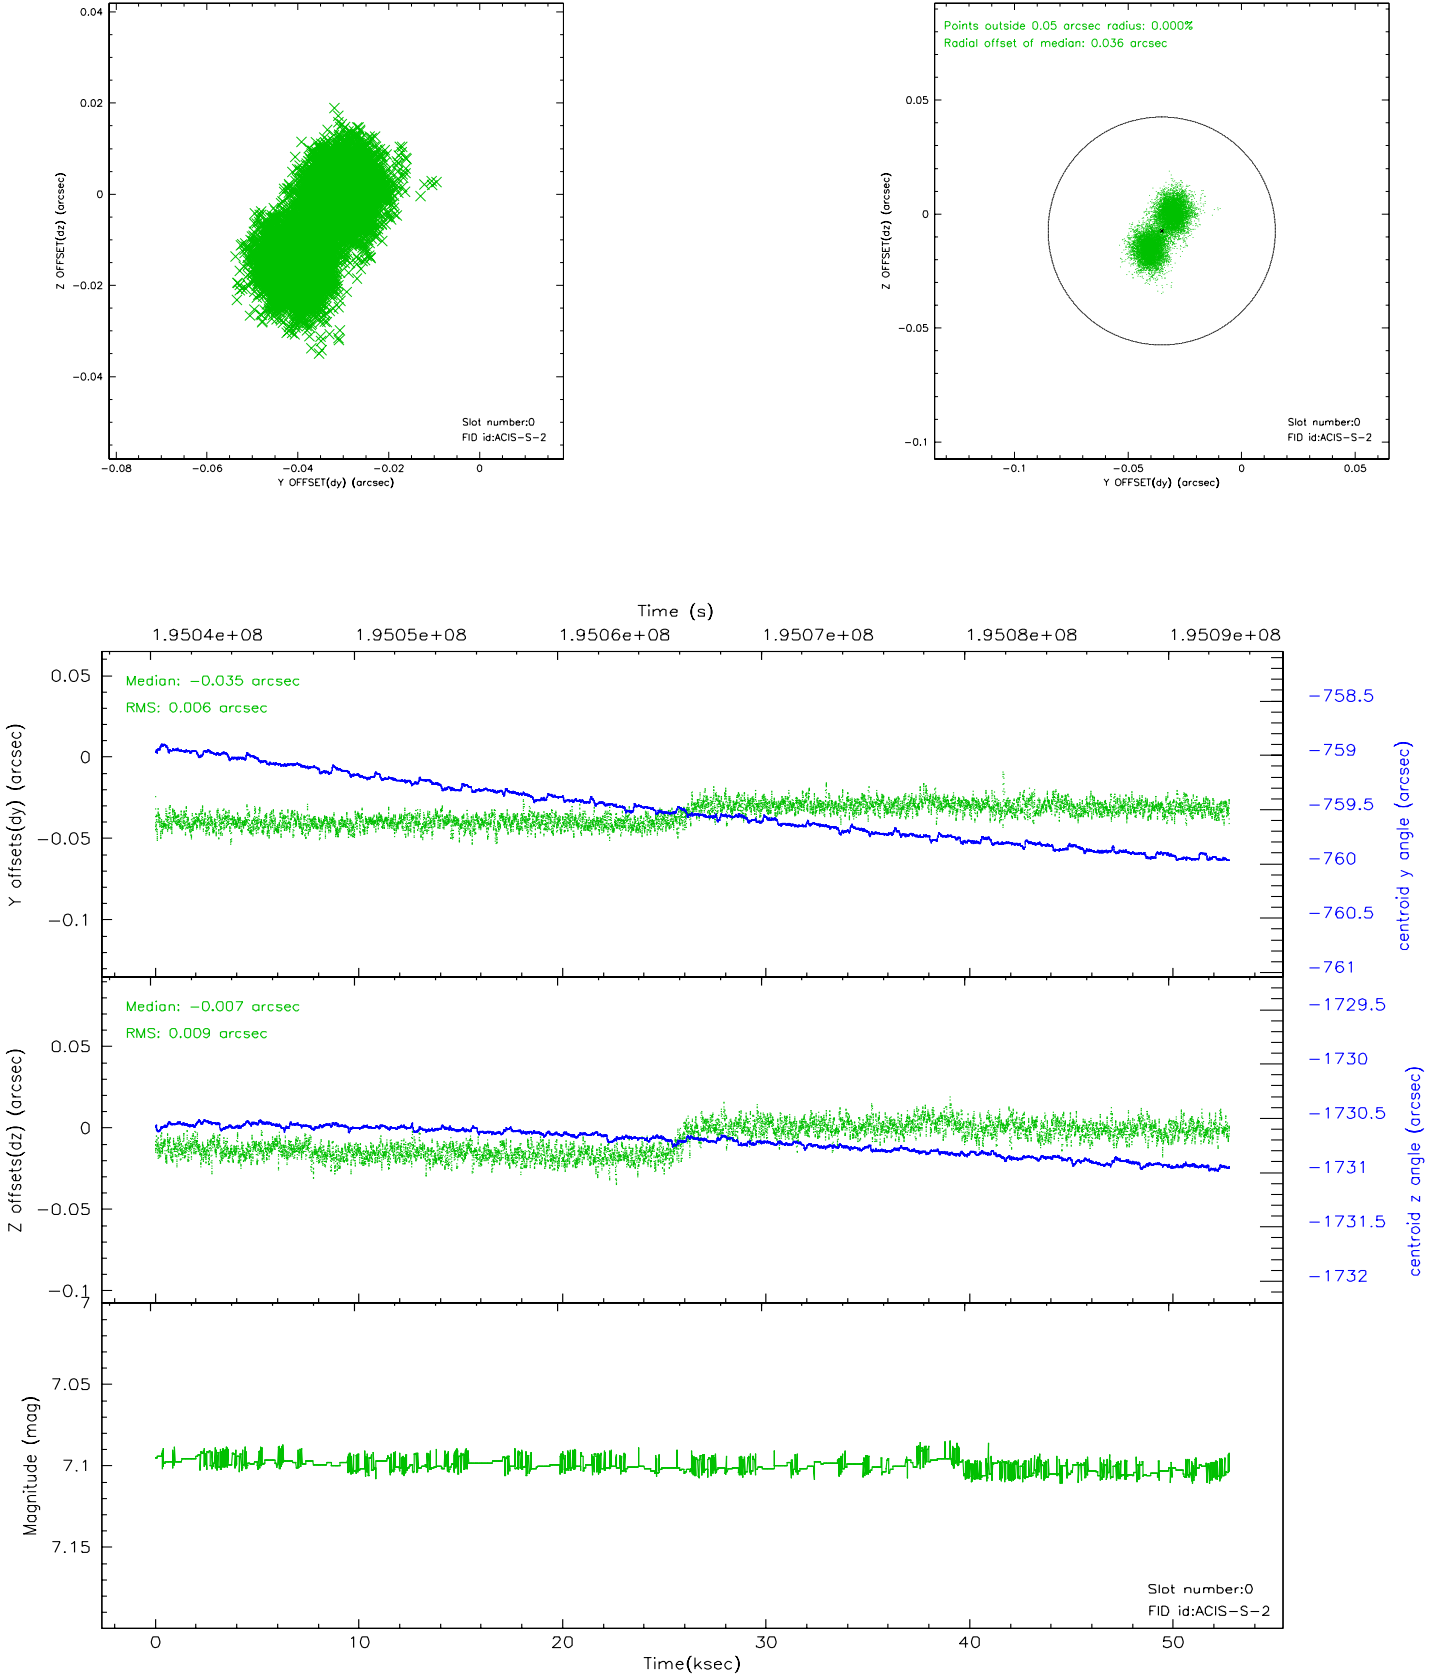 0.04
0.02
0
−0.02
−0.04
Z OFFSET(dz) (arcsec)
Slot number:0
FID id:ACIS−S−2
−0.08
−0.06
−0.04
−0.02
0
Y OFFSET(dy) (arcsec)
Points outside 0.05 arcsec radius: 0.000%
Radial offset of median: 0.036 arcsec
0.05
0
−0.05
−0.1
Z OFFSET(dz) (arcsec)
Slot number:0
FID id:ACIS−S−2
−0.1
−0.05
0
0.05
Y OFFSET(dy) (arcsec)
Time (s)
1.9504e+08
1.9505e+08
1.9506e+08
1.9507e+08
1.9508e+08
1.9509e+08
Median: −0.035 arcsec
RMS: 0.006 arcsec
0.05
0
−0.05
−0.1
Y offsets(dy) (arcsec)
−758.5
−759
−759.5
−760
−760.5
−761
centroid y angle (arcsec)
Median: −0.007 arcsec
RMS: 0.009 arcsec
0.05
0
−0.05
−0.1
Z offsets(dz) (arcsec)
−1729.5
−1730
−1730.5
−1731
−1731.5
−1732
centroid z angle (arcsec)
7
7.05
7.1
7.15
Magnitude (mag)
Slot number:0
FID id:ACIS−S−2
0
10
20
30
40
50
Time(ksec)